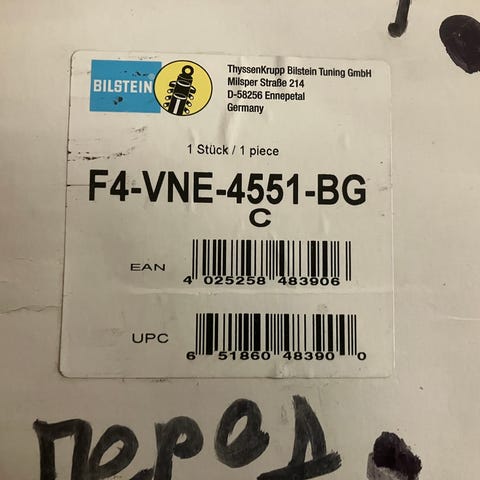 BILSTEIN
ThyssenKrupp Bilstein Tuning GmbH
Milsper Straße 214
D-58256 Ennepetal
Germany
1 Stück / 1 piece
F4-VNE-4551-BG
C
EAN
4 025258 483906
UPC
6 51860 48390 0
перед